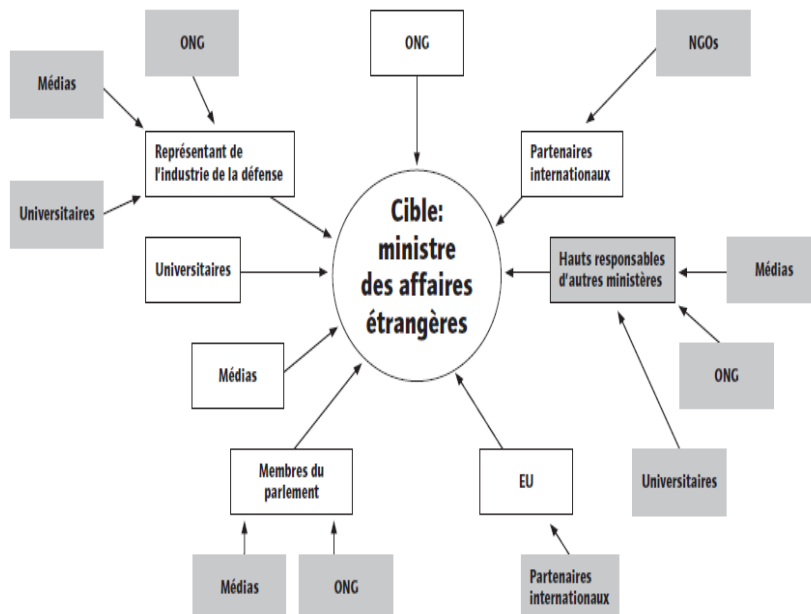 ONG
ONG
NGOs
Médias
Représentant de
l'industrie de la défense
Partenaires
internationaux
Universitaires
Cible:
ministre
des affaires
étrangères
Universitaires
Hauts responsables
d'autres ministères
Médias
Médias
ONG
Membres du
parlement
EU
Universitaires
Médias
ONG
Partenaires
internationaux